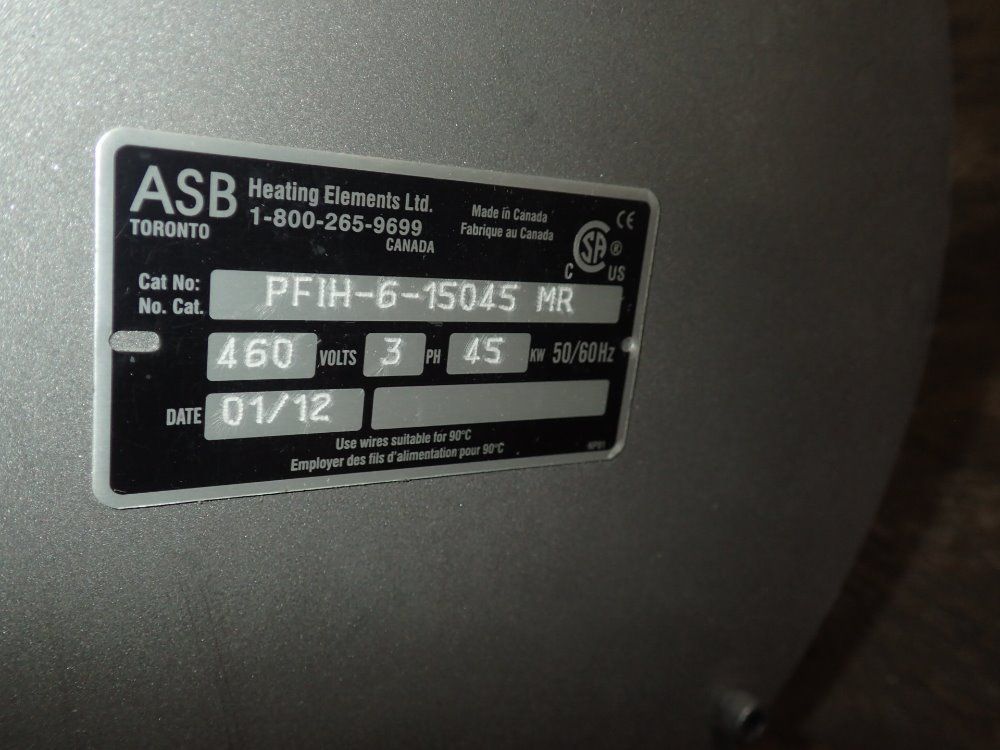 ASB Heating Elements Ltd.
TORONTO 1-800-265-9699
CANADA
Made in Canada
Fabrique au Canada
CE
C SA ® US
Cat No:
No. Cat. PFIH-6-15045 MR
460 VOLTS 3 PH 45 KW 50/60Hz
DATE 01/12
Use wires suitable for 90°C
Employer des fils d'alimentation pour 90°C